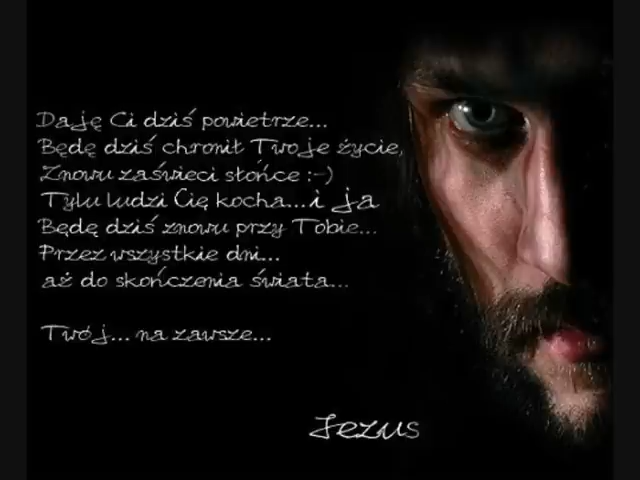 Daję Ci dziś powietrze...
Będę dziś chronił Twoje życie,
Znowu zaświeci słońce :-)
Tylu ludzi Cię kocha...i ja
Będę dziś znowu przy Tobie...
Przez wszystkie dni...
aż do skończenia świata...
Twój... na zawsze...
Jezus